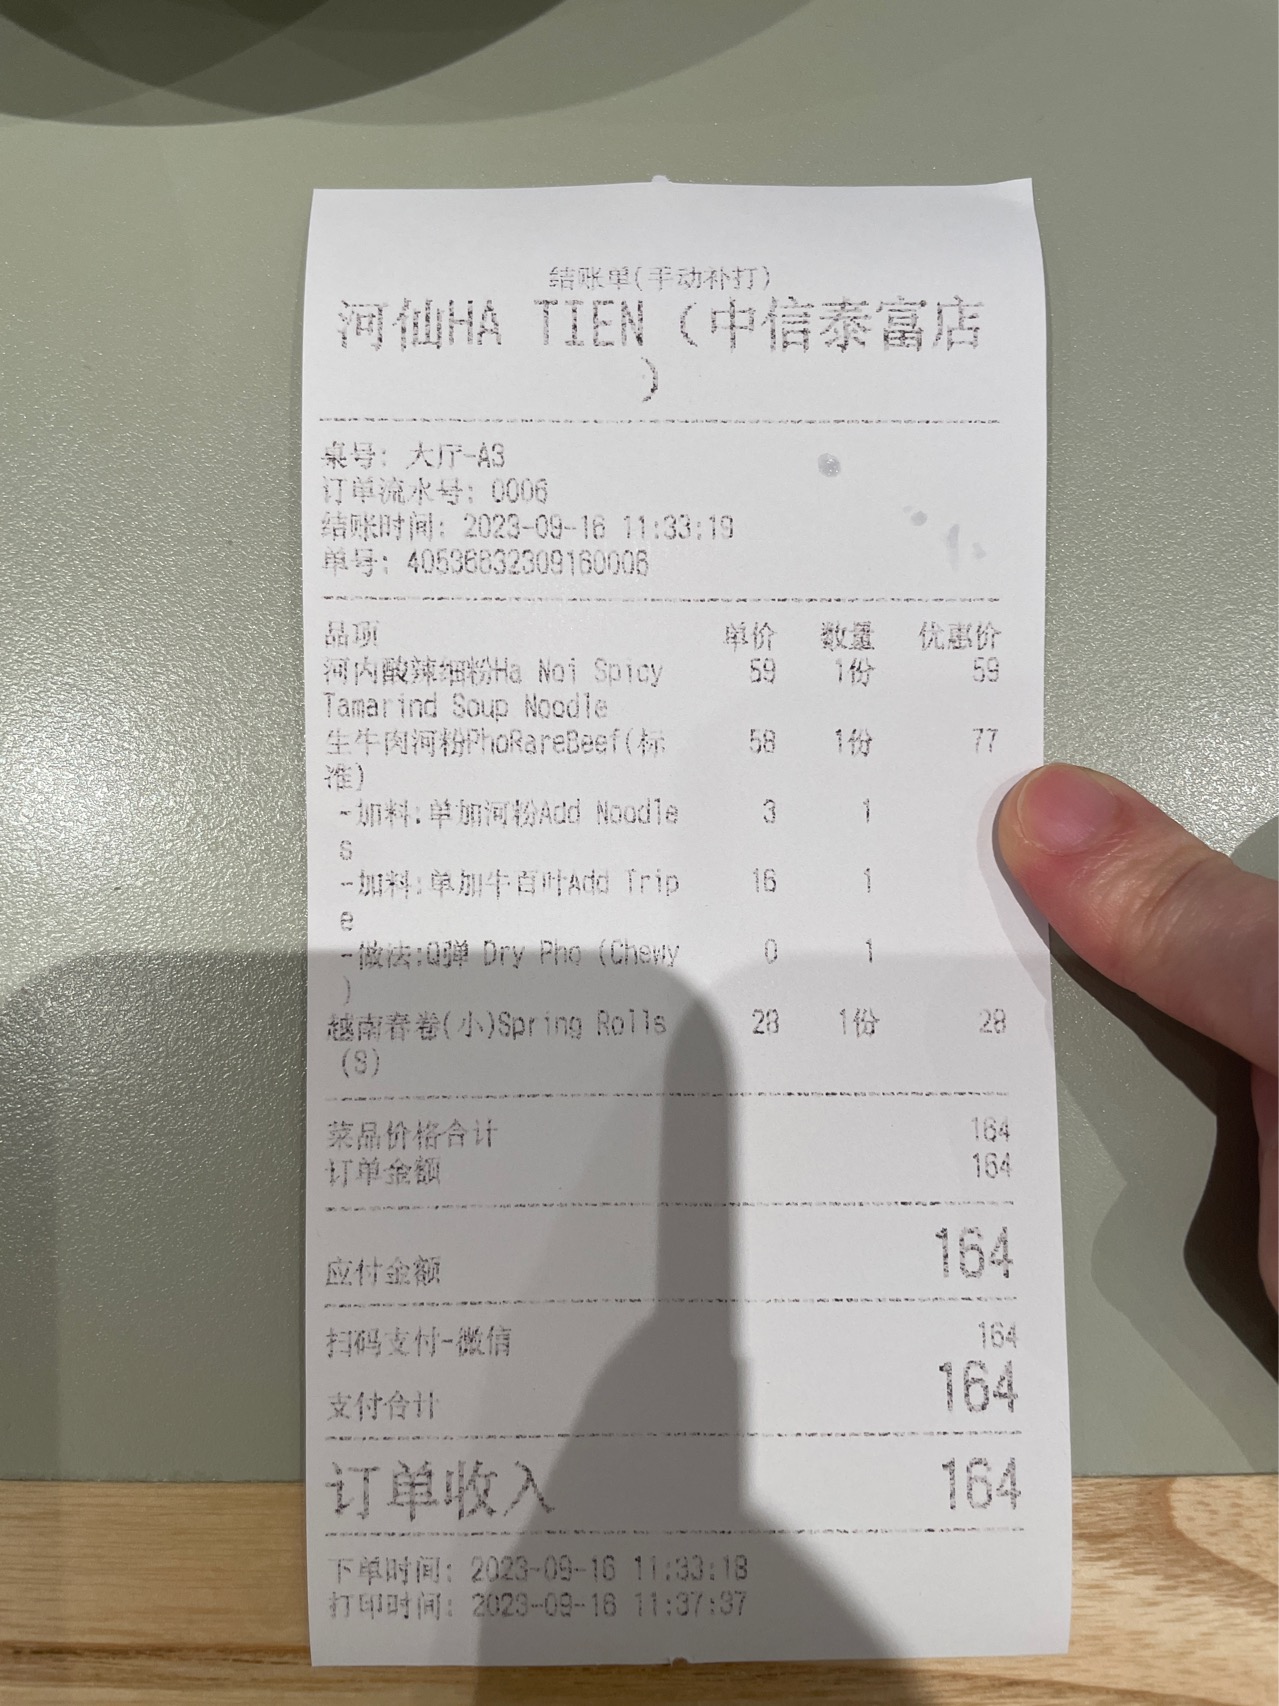 结账单(手动补打)
河仙HA TIEN (中信泰富店
)
桌号: 大厅-A3
订单流水号: 0006
结账时间: 2023-09-16 11:33:19
单号: 40536832309160006
品项 单价 数量 优惠价
河内酸辣细粉Ha Noi Spicy 59 1份 59
Tamarind Soup Noodle
生牛肉河粉PhoRareBeef(标 58 1份 77
准)
-加料:单加河粉Add Noodle 3 1
s
-加料:单加牛百叶Add Trip 16 1
e
-做法:Q弹 Dry Pho (Chewy 0 1
)
越南春卷(小)Spring Rolls 28 1份 28
(S)
菜品价格合计 164
订单金额 164
应付金额 164
扫码支付-微信 164
支付合计 164
订单收入 164
下单时间: 2023-09-16 11:33:18
打印时间: 2023-09-16 11:37:37